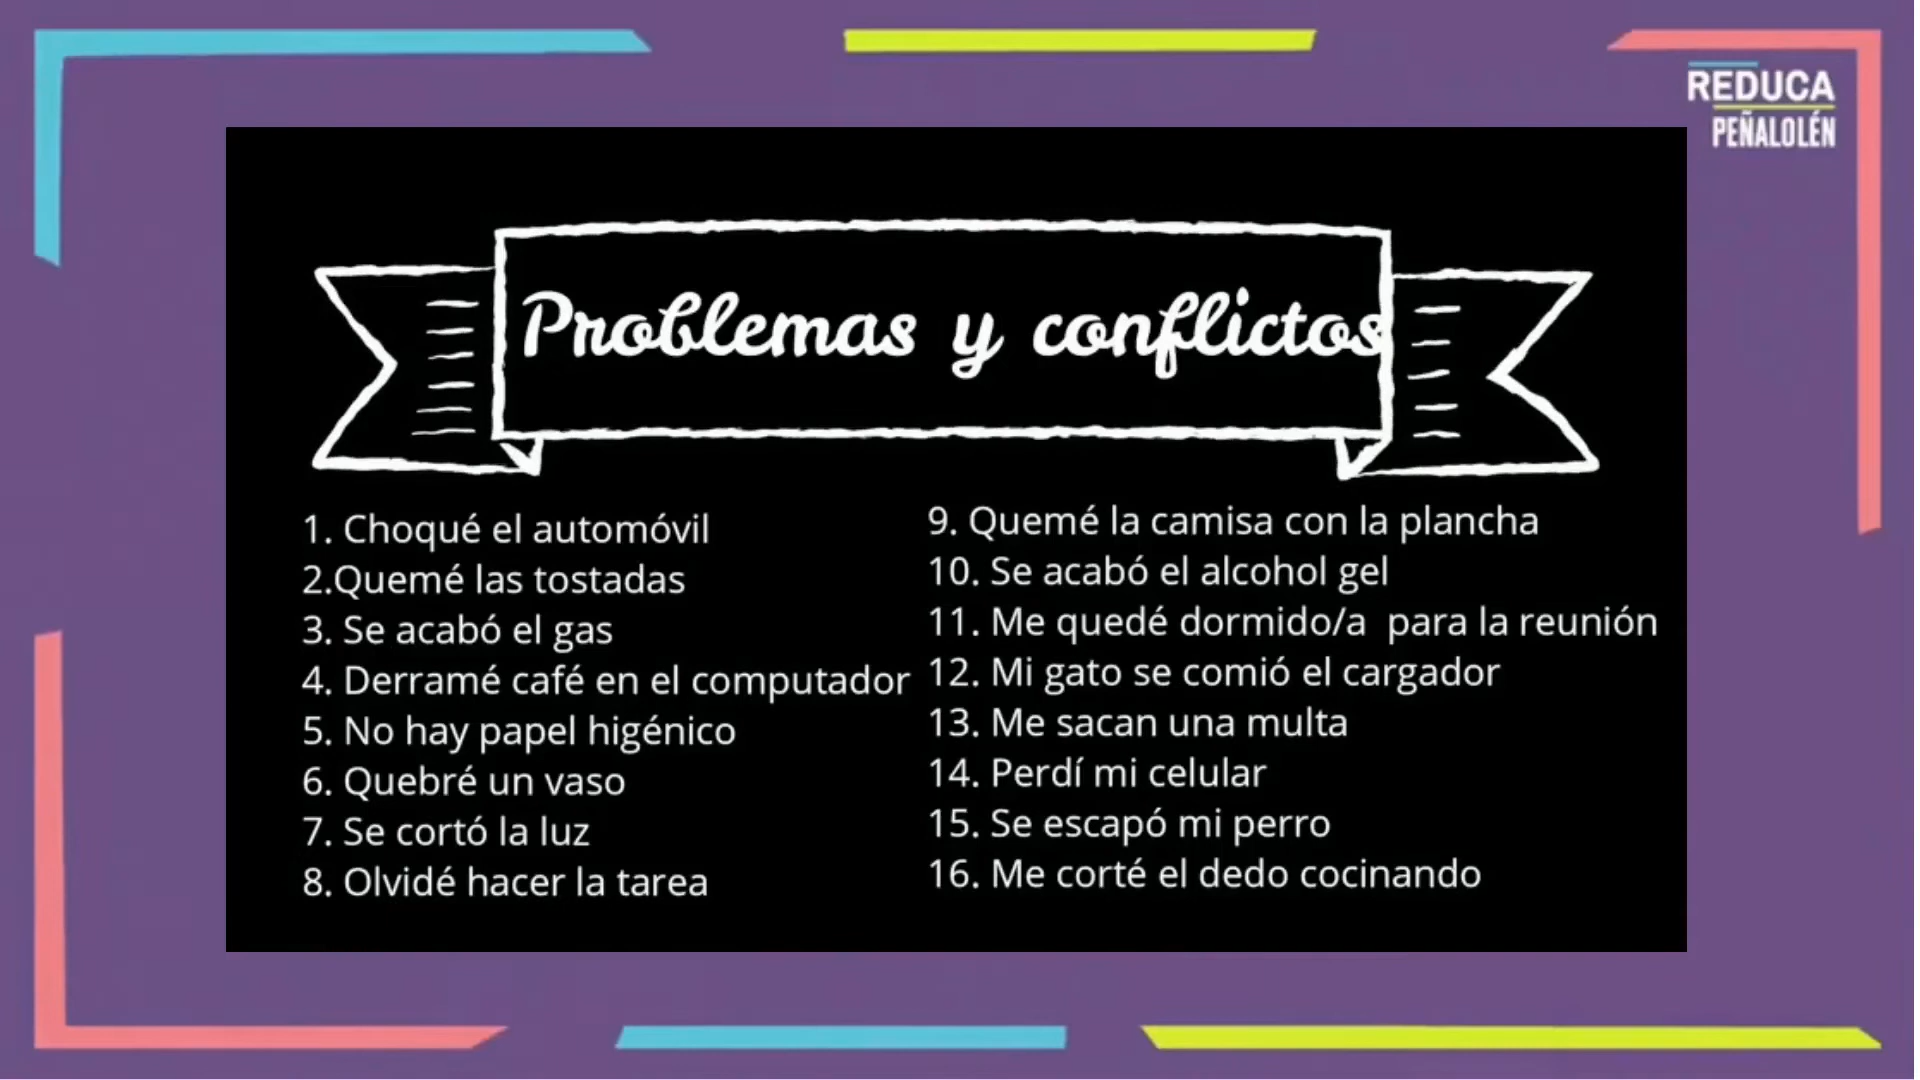 REDUCA
PEÑALOLÉN
Problemas y conflictos
1. Choqué el automóvil
2.Quemé las tostadas
3. Se acabó el gas
4. Derramé café en el computador
5. No hay papel higénico
6. Quebré un vaso
7. Se cortó la luz
8. Olvidé hacer la tarea
9. Quemé la camisa con la plancha
10. Se acabó el alcohol gel
11. Me quedé dormido/a para la reunión
12. Mi gato se comió el cargador
13. Me sacan una multa
14. Perdí mi celular
15. Se escapó mi perro
16. Me corté el dedo cocinando